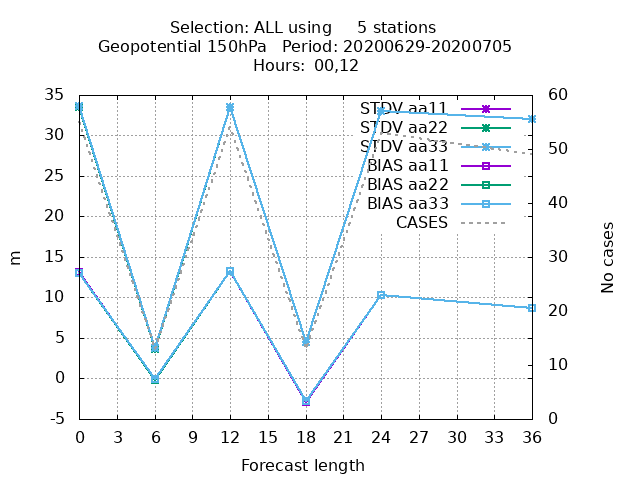 Selection: ALL using 5 stations
Geopotential 150hPa Period: 20200629-20200705
Hours: 00,12
35
30
25
20
15
10
5
0
-5
m
60
50
40
30
20
10
0
No cases
STDV aa11
STDV aa22
STDV aa33
BIAS aa11
BIAS aa22
BIAS aa33
CASES
0 3 6 9 12 15 18 21 24 27 30 33 36
Forecast length